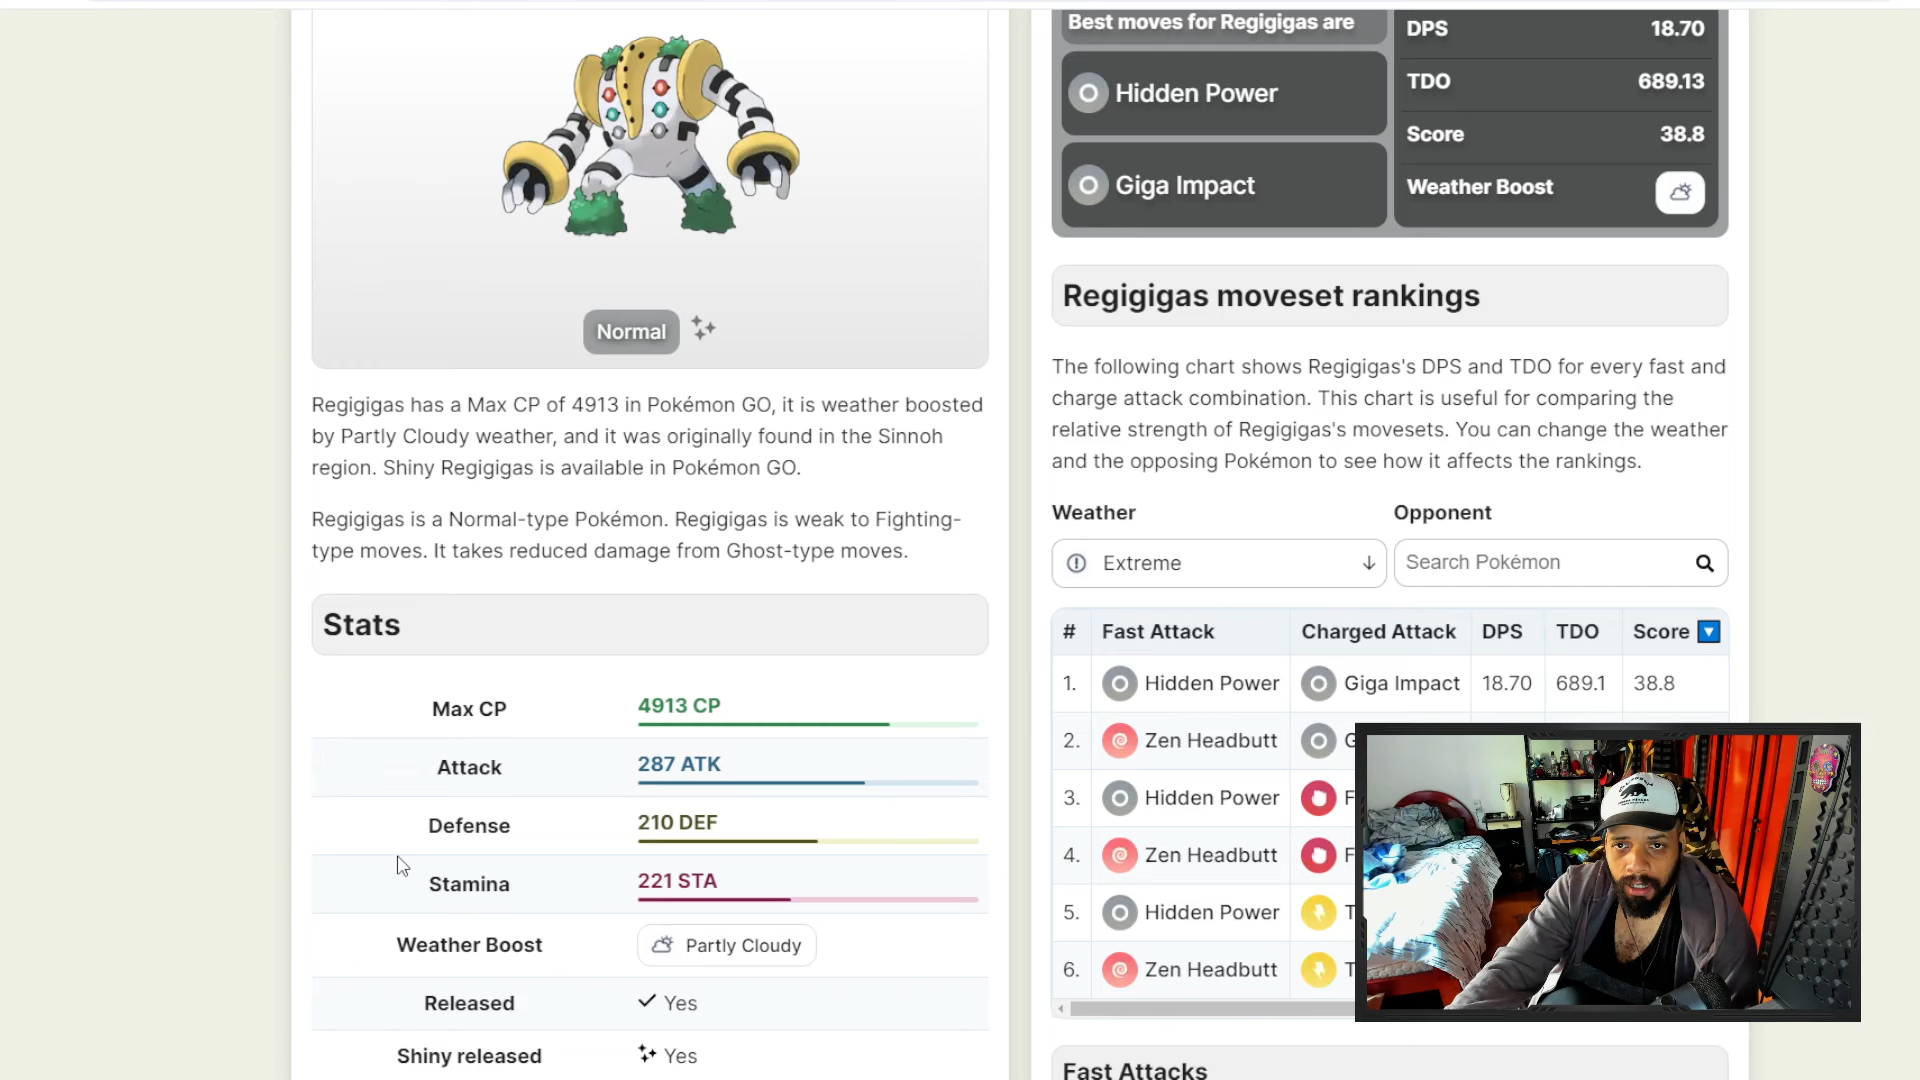 Normal
Regigigas has a Max CP of 4913 in Pokémon GO, it is weather boosted
by Partly Cloudy weather, and it was originally found in the Sinnoh
region. Shiny Regigigas is available in Pokémon GO.
Regigigas is a Normal-type Pokémon. Regigigas is weak to Fighting-
type moves. It takes reduced damage from Ghost-type moves.
Stats
Max CP 4913 CP
Attack 287 ATK
Defense 210 DEF
Stamina 221 STA
Weather Boost Partly Cloudy
Released Yes
Shiny released Yes
Best moves for Regigigas are
Hidden Power
Giga Impact
DPS 18.70
TDO 689.13
Score 38.8
Weather Boost
Regigigas moveset rankings
The following chart shows Regigigas's DPS and TDO for every fast and
charge attack combination. This chart is useful for comparing the
relative strength of Regigigas's movesets. You can change the weather
and the opposing Pokémon to see how it affects the rankings.
Weather Opponent
Extreme Search Pokémon
# Fast Attack Charged Attack DPS TDO Score
1. Hidden Power Giga Impact 18.70 689.1 38.8
2. Zen Headbutt G
3. Hidden Power F
4. Zen Headbutt F
5. Hidden Power T
6. Zen Headbutt T
Fast Attacks